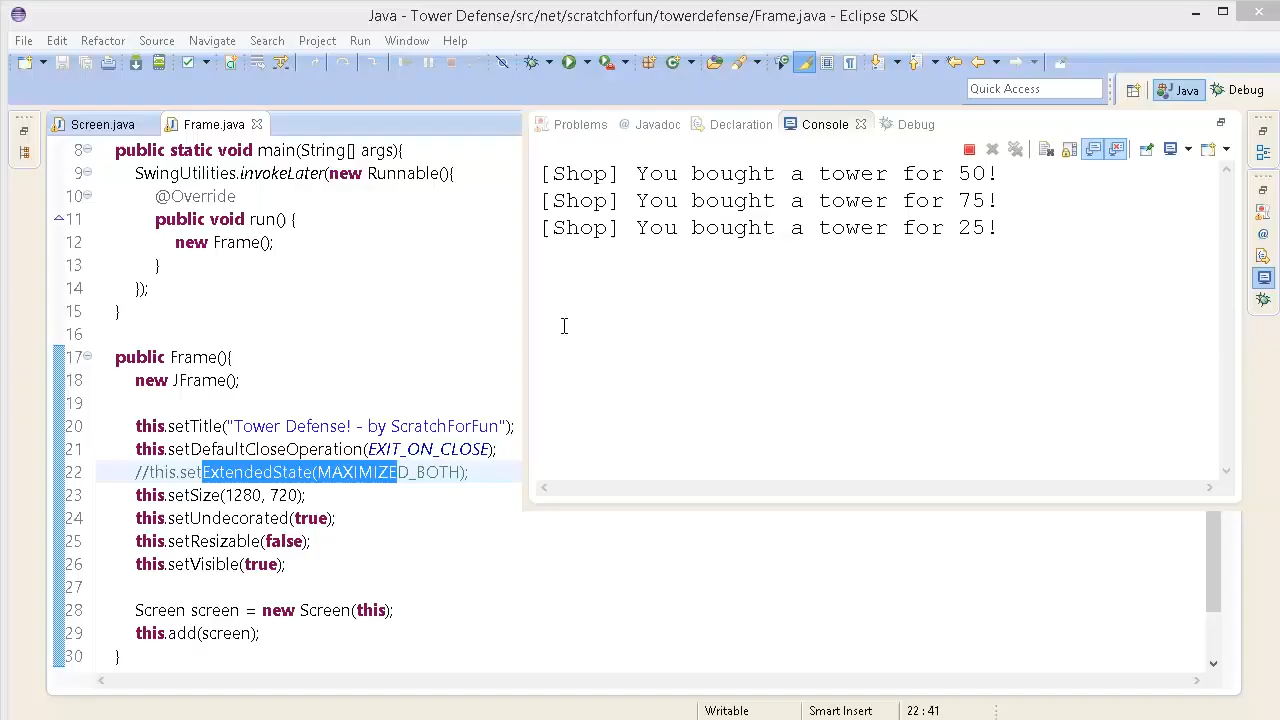 Java - Tower Defense/src/net/scratchforfun/towerdefense/Frame.java - Eclipse SDK
File Edit Refactor Source Navigate Search Project Run Window Help
Quick Access
Java
Debug
Screen.java
Frame.java
8 public static void main(String[] args){
9 SwingUtilities.invokeLater(new Runnable(){
10 @Override
11 public void run() {
12 new Frame();
13 }
14 });
15 }
16
17 public Frame(){
18 new JFrame();
19
20 this.setTitle("Tower Defense! - by ScratchForFun");
21 this.setDefaultCloseOperation(EXIT_ON_CLOSE);
22 //this.setExtendedState(MAXIMIZED_BOTH);
23 this.setSize(1280, 720);
24 this.setUndecorated(true);
25 this.setResizable(false);
26 this.setVisible(true);
27
28 Screen screen = new Screen(this);
29 this.add(screen);
30 }
Problems @ Javadoc Declaration Console Debug
[Shop] You bought a tower for 50!
[Shop] You bought a tower for 75!
[Shop] You bought a tower for 25!
Writable Smart Insert 22 : 41